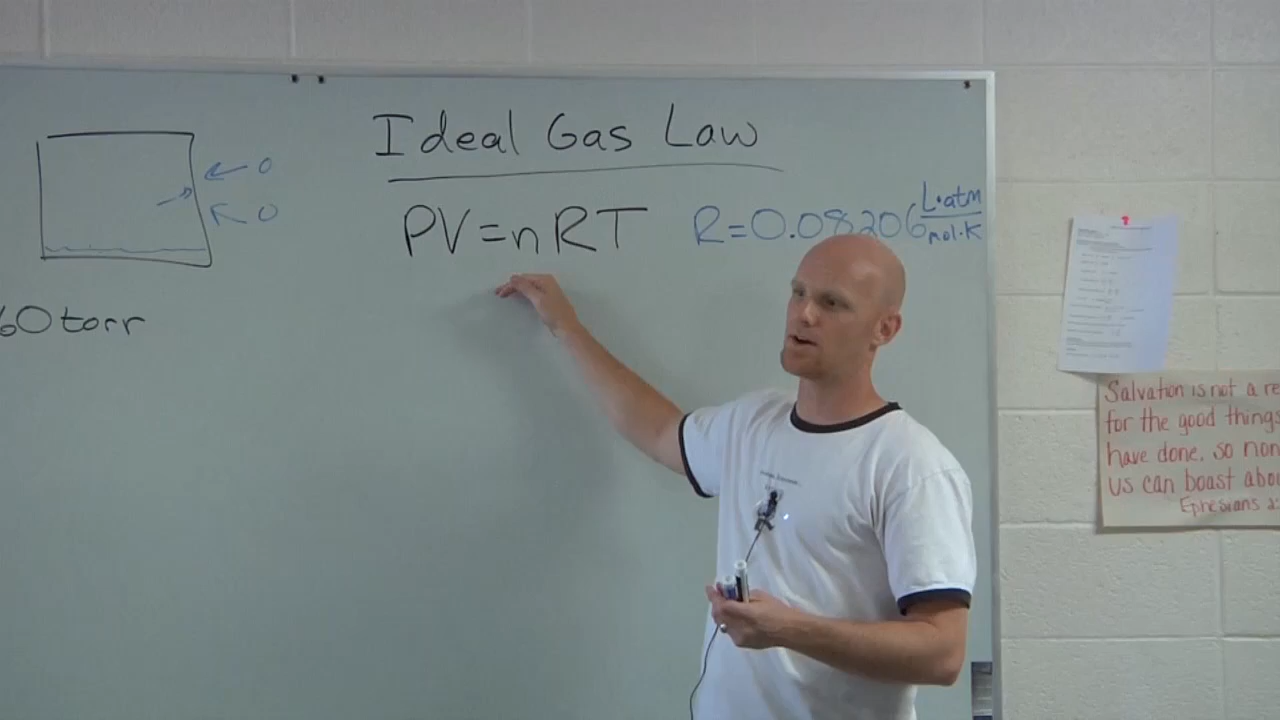 Ideal Gas Law
PV=nRT
R=0.08206 L·atm
mol·K
60 torr
Salvation is not a re
for the good things
have done, so non
us can boast abou
Ephesians 2: